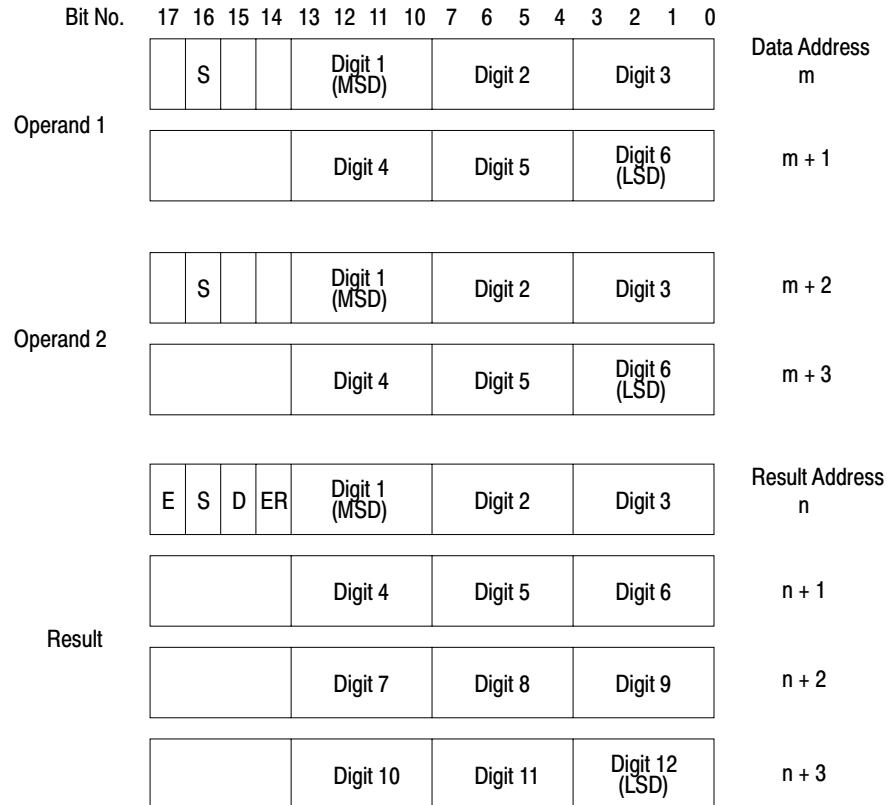 Bit No. 17 16 15 14 13 12 11 10 7 6 5 4 3 2 1 0
Data Address
m
S
Digit 1
(MSD)
Digit 2
Digit 3
Operand 1
Digit 4
Digit 5
Digit 6
(LSD)
m + 1
S
Digit 1
(MSD)
Digit 2
Digit 3
m + 2
Operand 2
Digit 4
Digit 5
Digit 6
(LSD)
m + 3
Result Address
n
E S D ER
Digit 1
(MSD)
Digit 2
Digit 3
Digit 4
Digit 5
Digit 6
n + 1
Result
Digit 7
Digit 8
Digit 9
n + 2
Digit 10
Digit 11
Digit 12
(LSD)
n + 3